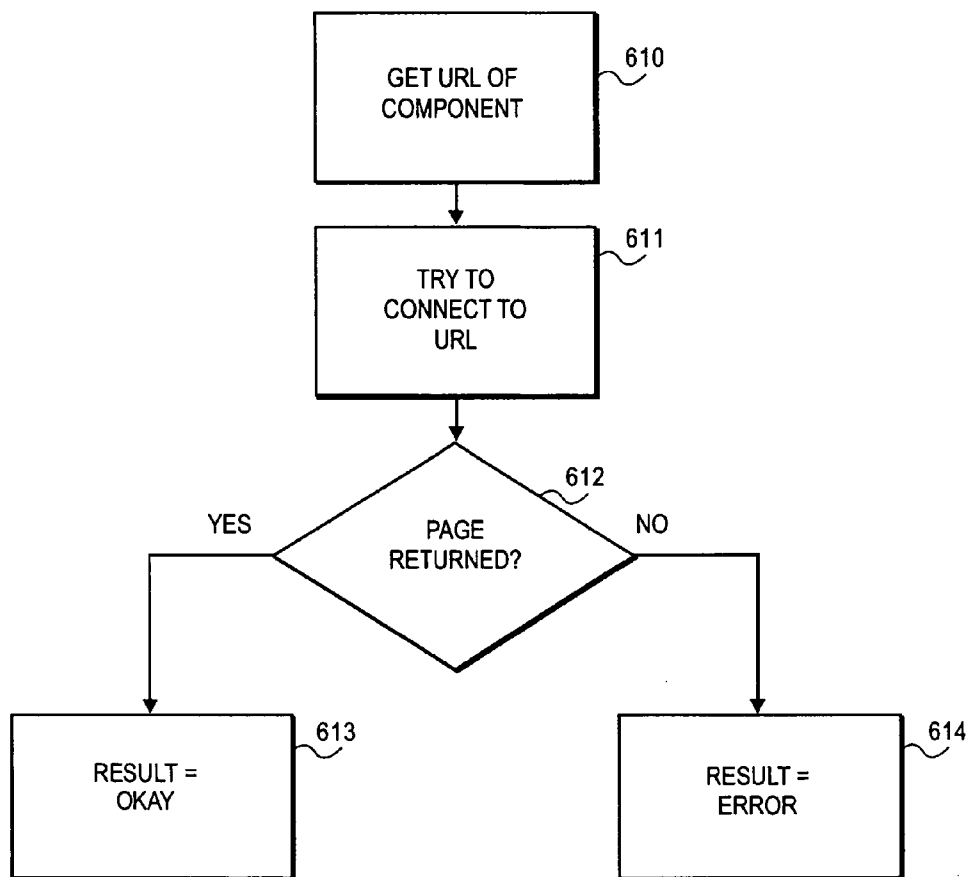 GET URL OF
COMPONENT
610
TRY TO
CONNECT TO
URL
611
PAGE
RETURNED?
612
YES
NO
RESULT =
OKAY
613
RESULT =
ERROR
614